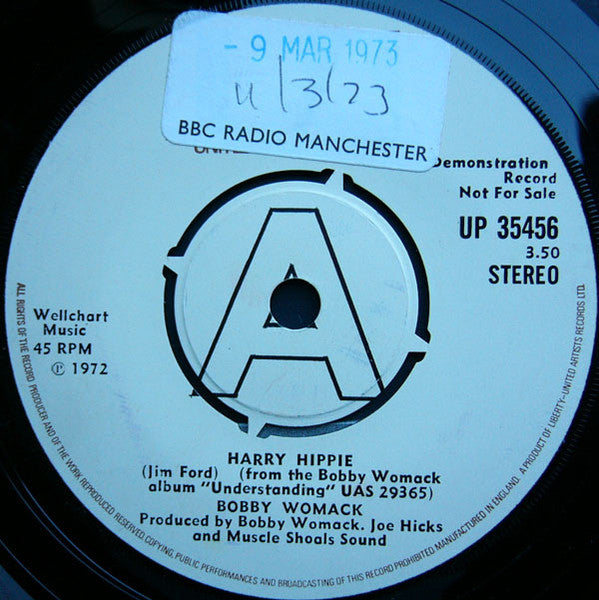 - 9 MAR 1973
BBC RADIO MANCHESTER
Demonstration
Record
Not For Sale
UP 35456
3.50
STEREO
A
Wellchart
Music
45 RPM
℗ 1972
HARRY HIPPIE
(Jim Ford) (from the Bobby Womack
album "Understanding" UAS 29365)
BOBBY WOMACK
Produced by Bobby Womack. Joe Hicks
and Muscle Shoals Sound
ALL RIGHTS OF THE RECORD PRODUCER AND OF THE OWNER OF THE WORK REPRODUCED RESERVED. COPYING, PUBLIC PERFORMANCES AND BROADCASTING OF THIS RECORD PROHIBITED. MANUFACTURED IN ENGLAND. A PRODUCT OF LIBERTY-UNITED ARTISTS RECORDS LTD.